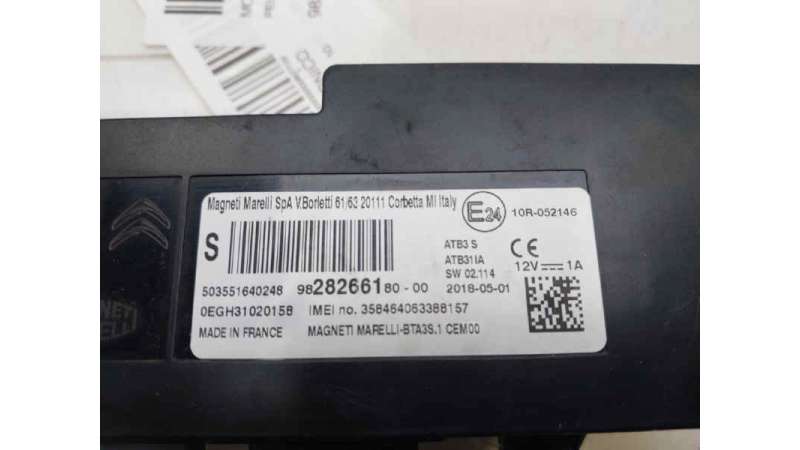 Magneti Marelli SpA V.Borletti 61/63 20111 Corbetta MI Italy
E24
10R-052146
S
ATB3 S
ATB31IA
SW 02.114
CE
12V 1A
2018-05-01
503551640248
9828266180-00
0EGH31020158
IMEI no. 358464063388157
MADE IN FRANCE
MAGNETI MARELLI-BTA3S.1 CEM00